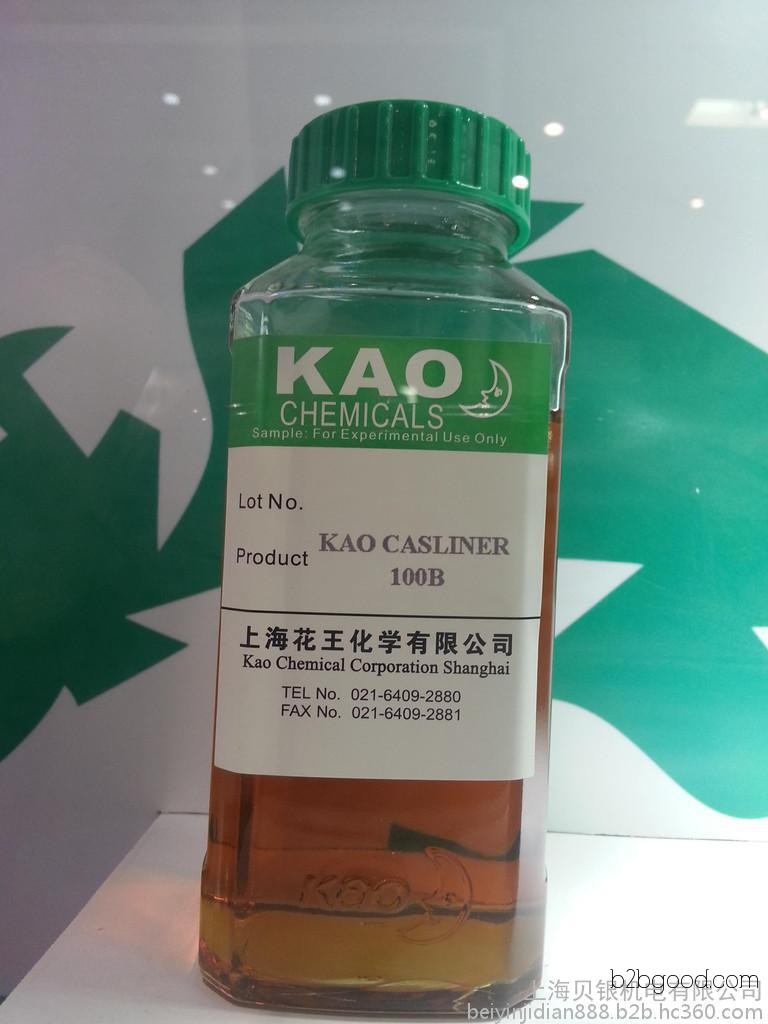 KAO
CHEMICALS
Sample: For Experimental Use Only
Lot No.
Product KAO CASLINER
100B
上海花王化学有限公司
Kao Chemical Corporation Shanghai
TEL No. 021-6409-2880
FAX No. 021-6409-2881
Kao
b2bgood.com
上海贝银机电有限公司
beiyinjidian888.b2b.hc360.com